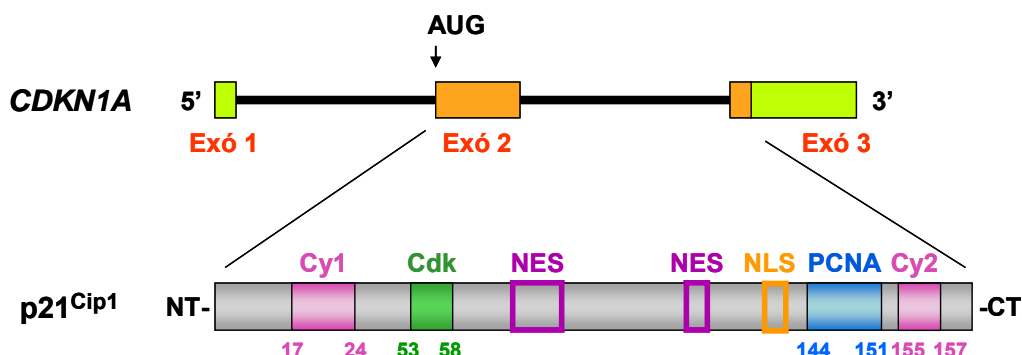 AUG
CDKN1A 5’ 3’
Exó 1 Exó 2 Exó 3
Cy1 Cdk NES NES NLS PCNA Cy2
p21Cip1 NT- -CT
17 24 53 58 144 151 155 157